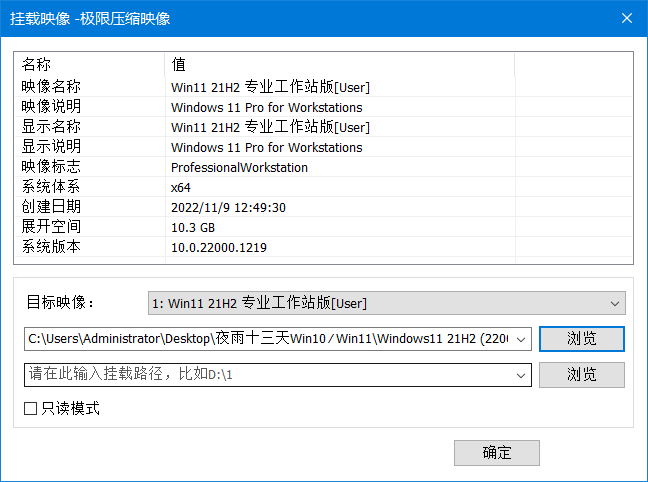 挂载映像 -极限压缩映像
名称 值
映像名称 Win11 21H2 专业工作站版[User]
映像说明 Windows 11 Pro for Workstations
显示名称 Win11 21H2 专业工作站版[User]
显示说明 Windows 11 Pro for Workstations
映像标志 ProfessionalWorkstation
系统体系 x64
创建日期 2022/11/9 12:49:30
展开空间 10.3 GB
系统版本 10.0.22000.1219
目标映像： 1: Win11 21H2 专业工作站版[User]
C:\Users\Administrator\Desktop\夜雨十三天Win10／Win11\Windows11 21H2 (220 浏览
请在此输入挂载路径，比如D:\1 浏览
只读模式
确定